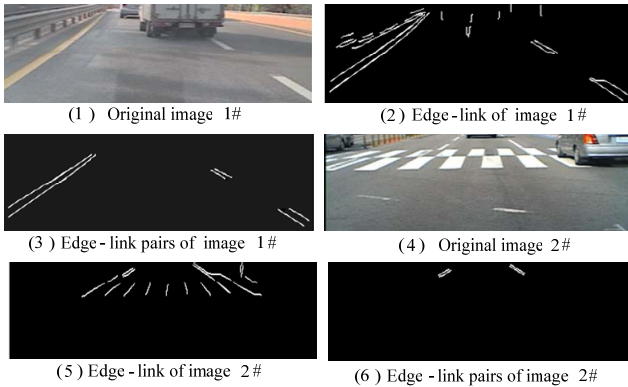 (1) Original image 1#
(2) Edge-link of image 1#
(3) Edge-link pairs of image 1#
(4) Original image 2#
(5) Edge-link of image 2#
(6) Edge-link pairs of image 2#